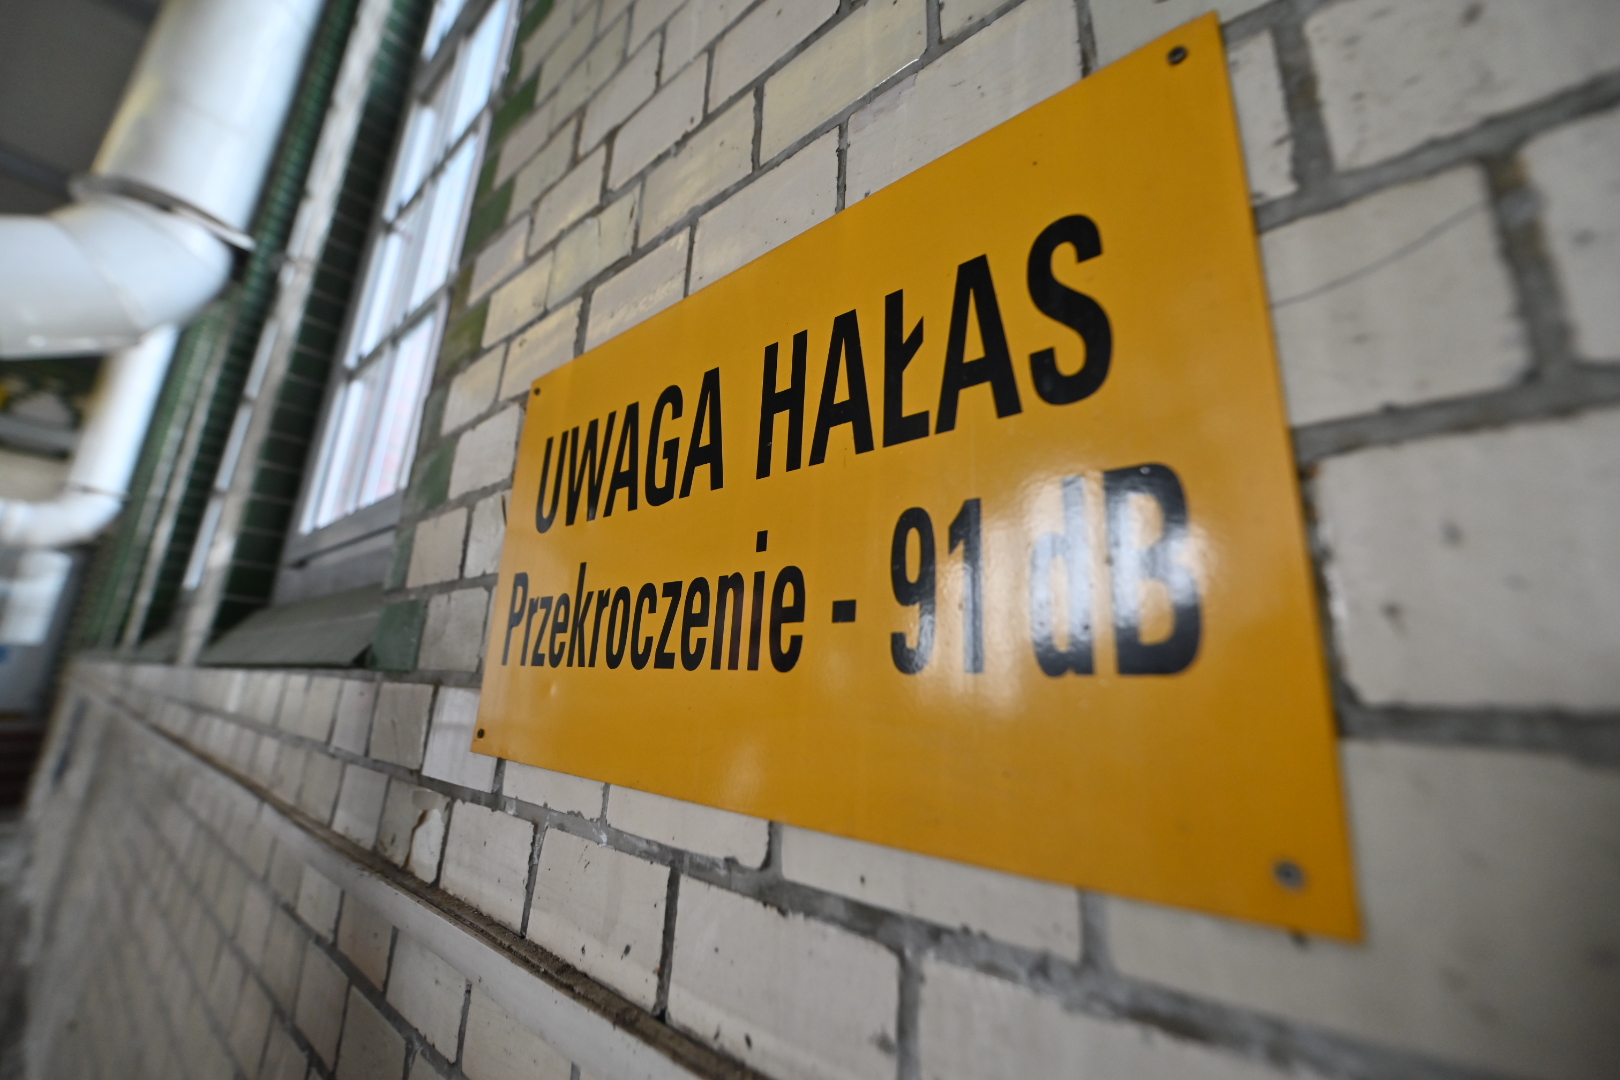 UWAGA HAŁAS
Przekroczenie - 91 dB